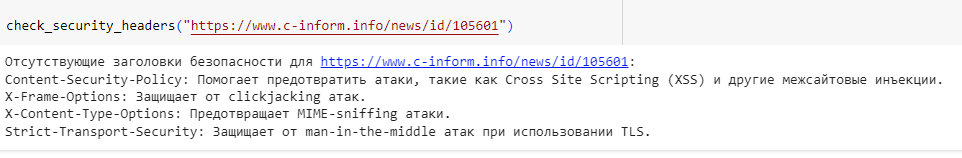 check_security_headers("https://www.c-inform.info/news/id/105601")
Отсутствующие заголовки безопасности для https://www.c-inform.info/news/id/105601:
Content-Security-Policy: Помогает предотвратить атаки, такие как Cross Site Scripting (XSS) и другие межсайтовые инъекции.
X-Frame-Options: Защищает от clickjacking атак.
X-Content-Type-Options: Предотвращает MIME-sniffing атаки.
Strict-Transport-Security: Защищает от man-in-the-middle атак при использовании TLS.